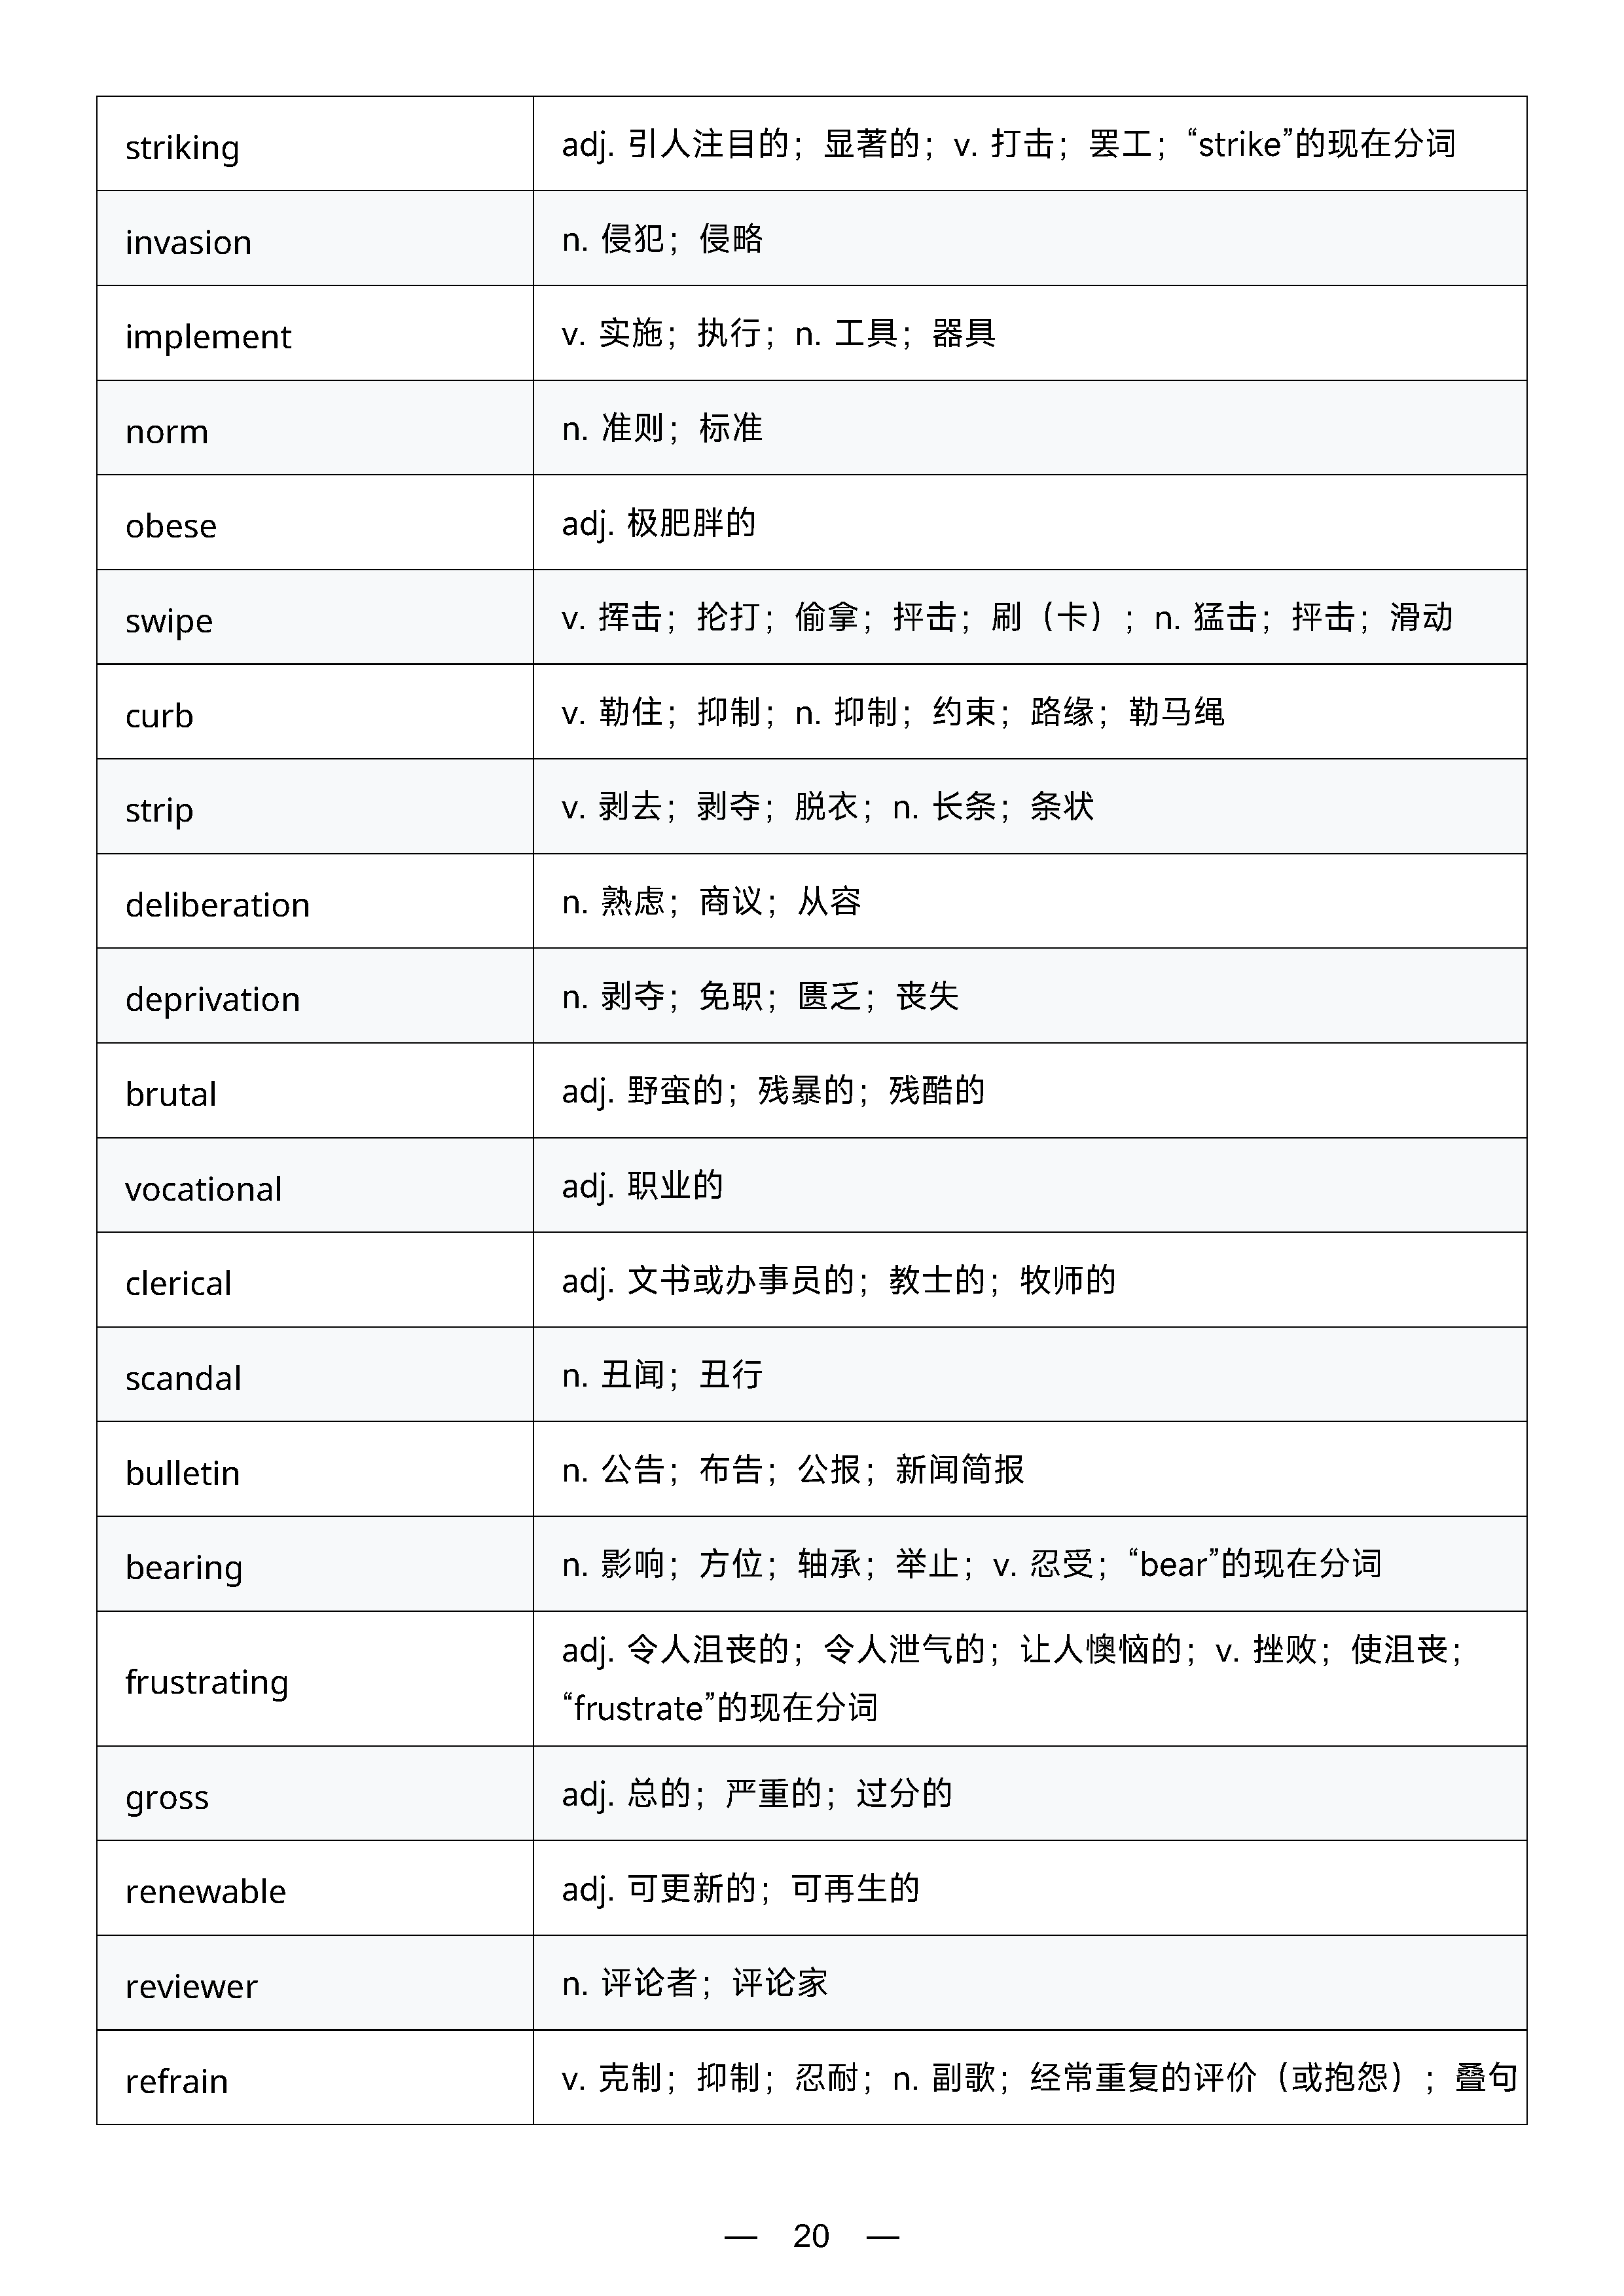 striking adj. 引人注目的；显著的；v. 打击；罢工；“strike”的现在分词
invasion n. 侵犯；侵略
implement v. 实施；执行；n. 工具；器具
norm n. 准则；标准
obese adj. 极肥胖的
swipe v. 挥击；抡打；偷拿；抨击；刷（卡）；n. 猛击；抨击；滑动
curb v. 勒住；抑制；n. 抑制；约束；路缘；勒马绳
strip v. 剥去；剥夺；脱衣；n. 长条；条状
deliberation n. 熟虑；商议；从容
deprivation n. 剥夺；免职；匮乏；丧失
brutal adj. 野蛮的；残暴的；残酷的
vocational adj. 职业的
clerical adj. 文书或办事员的；教士的；牧师的
scandal n. 丑闻；丑行
bulletin n. 公告；布告；公报；新闻简报
bearing n. 影响；方位；轴承；举止；v. 忍受；“bear”的现在分词
frustrating adj. 令人沮丧的；令人泄气的；让人懊恼的；v. 挫败；使沮丧；
“frustrate”的现在分词
gross adj. 总的；严重的；过分的
renewable adj. 可更新的；可再生的
reviewer n. 评论者；评论家
refrain v. 克制；抑制；忍耐；n. 副歌；经常重复的评价（或抱怨）；叠句
— 20 —